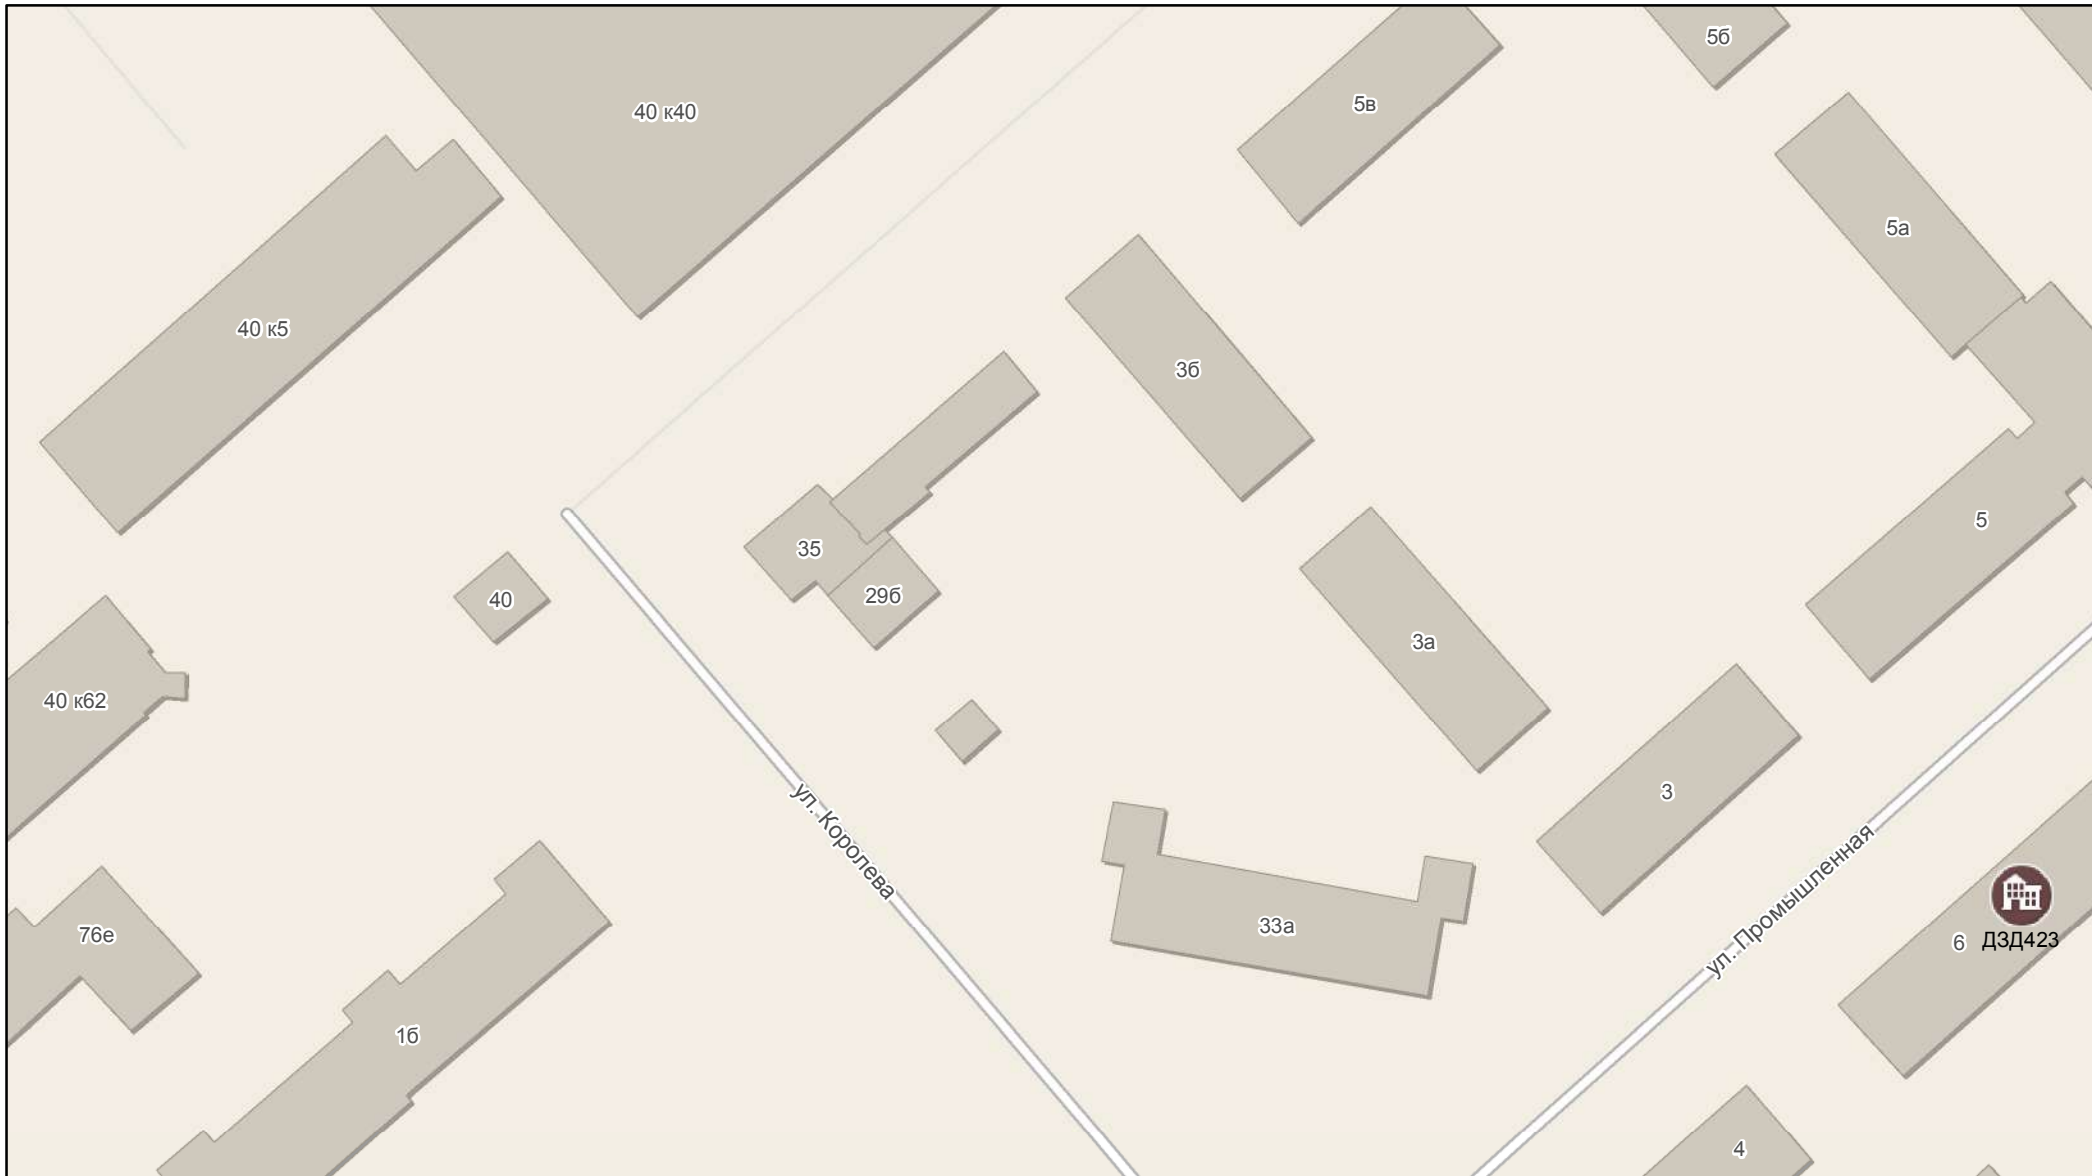 5б
5в
40 к40
5а
40 к5
3б
5
35
29б
40
3а
40 к62
3
ул. Королева
ул. Промышленная
33а
76е
6
ДЗД423
1б
4